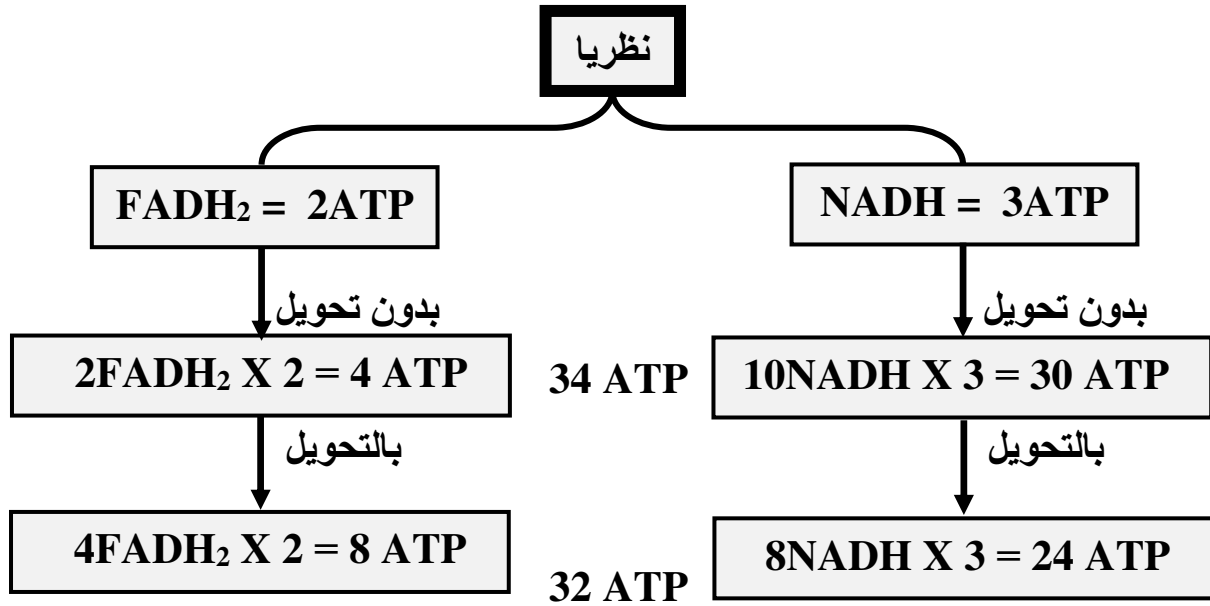 نظريا
NADH = 3ATP
FADH₂ = 2ATP
بدون تحويل
بدون تحويل
10NADH X 3 = 30 ATP
34 ATP
2FADH₂ X 2 = 4 ATP
بالتحويل
بالتحويل
8NADH X 3 = 24 ATP
32 ATP
4FADH₂ X 2 = 8 ATP